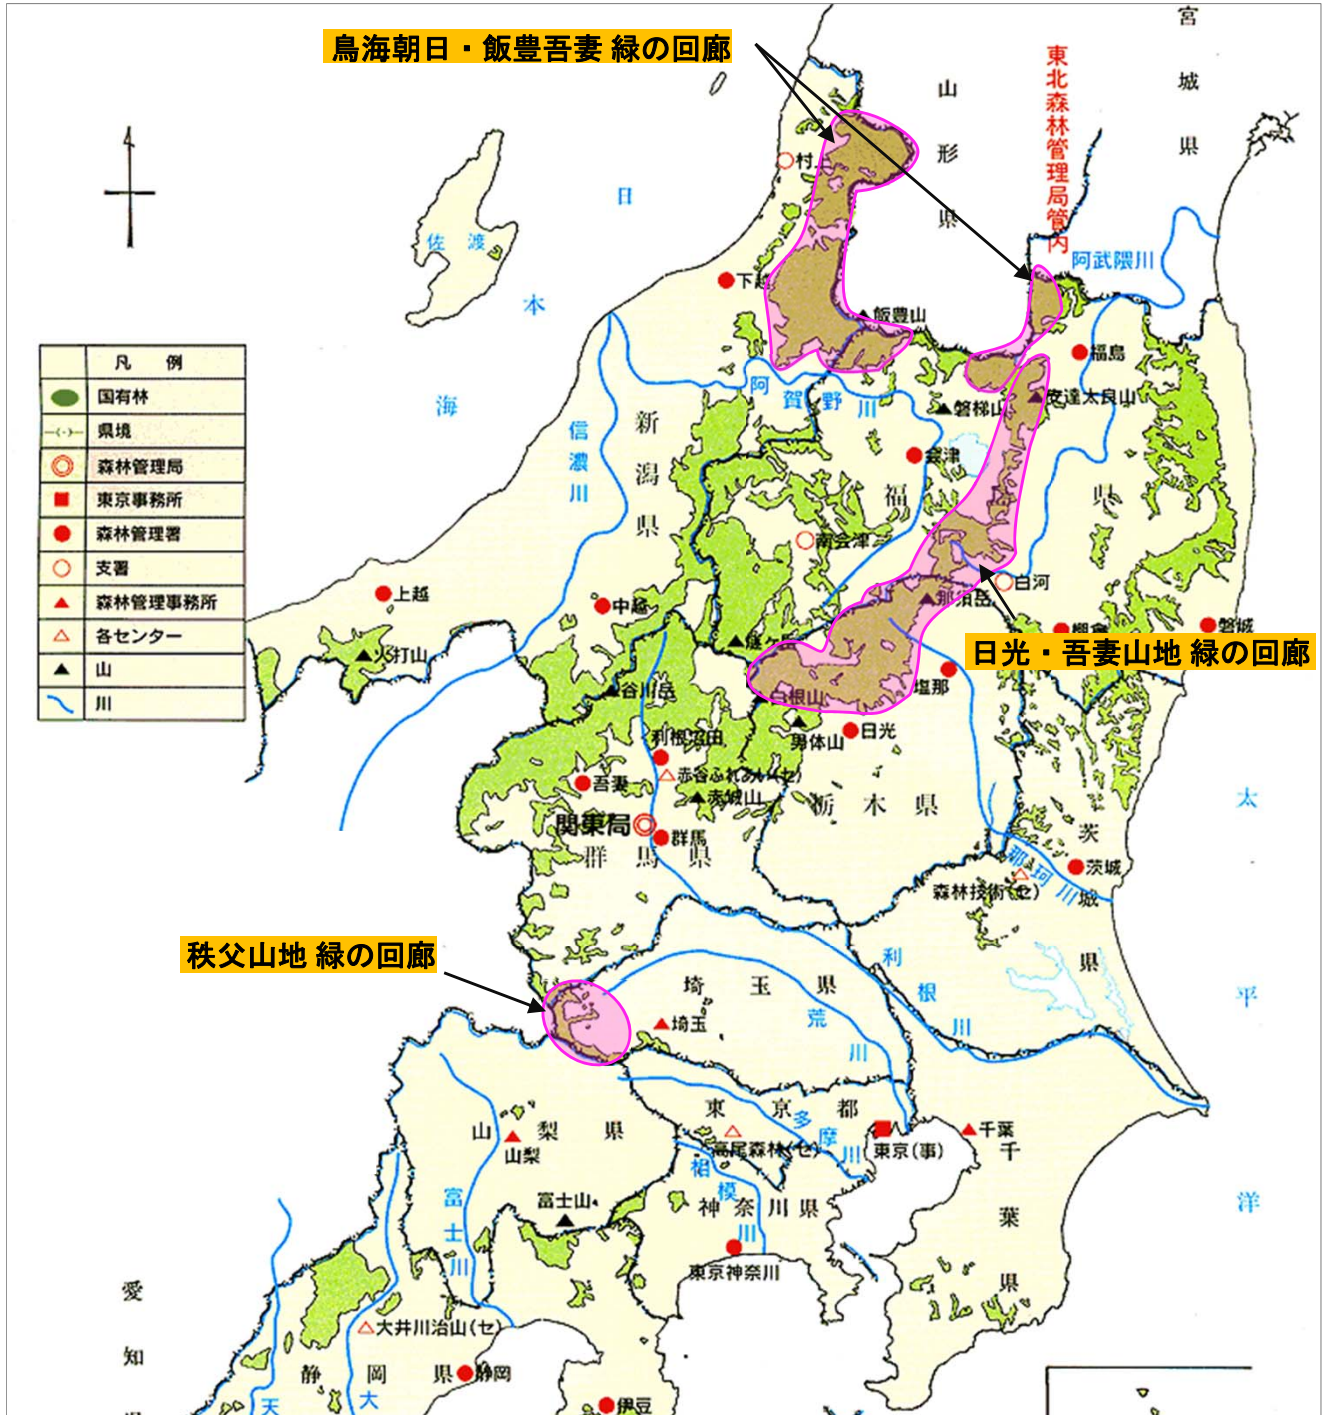 鳥海朝日・飯豊吾妻 緑の回廊
宮城県
山形県
東北森林管理局管内
村上
日本海
佐渡
阿武隈川
下越
飯豊山
福島
凡例
国有林
県境
森林管理局
東京事務所
森林管理署
支署
森林管理事務所
各センター
山
川
阿賀野川
磐梯山
安達太良山
信濃川
新潟県
会津
福
県
南会津
白河
上越
中越
那須岳
棚倉
磐城
日光・吾妻山地 緑の回廊
火打山
谷川岳
白根山
塩那
男体山
日光
利根沼田
赤谷ふれあい(セ)
吾妻
赤城山
栃木県
太平洋
関東局
群馬
群馬県
茨城県
茨城
那珂川
森林技術(セ)
秩父山地 緑の回廊
埼玉県
利根川
荒川
埼玉
東京都
多摩川
山梨県
山梨
高尾森林(セ)
東京(事)
千葉
千葉県
相模川
富士山
富士川
神奈川県
東京神奈川
愛知県
大井川治山(セ)
静岡県
静岡
天
大
伊豆